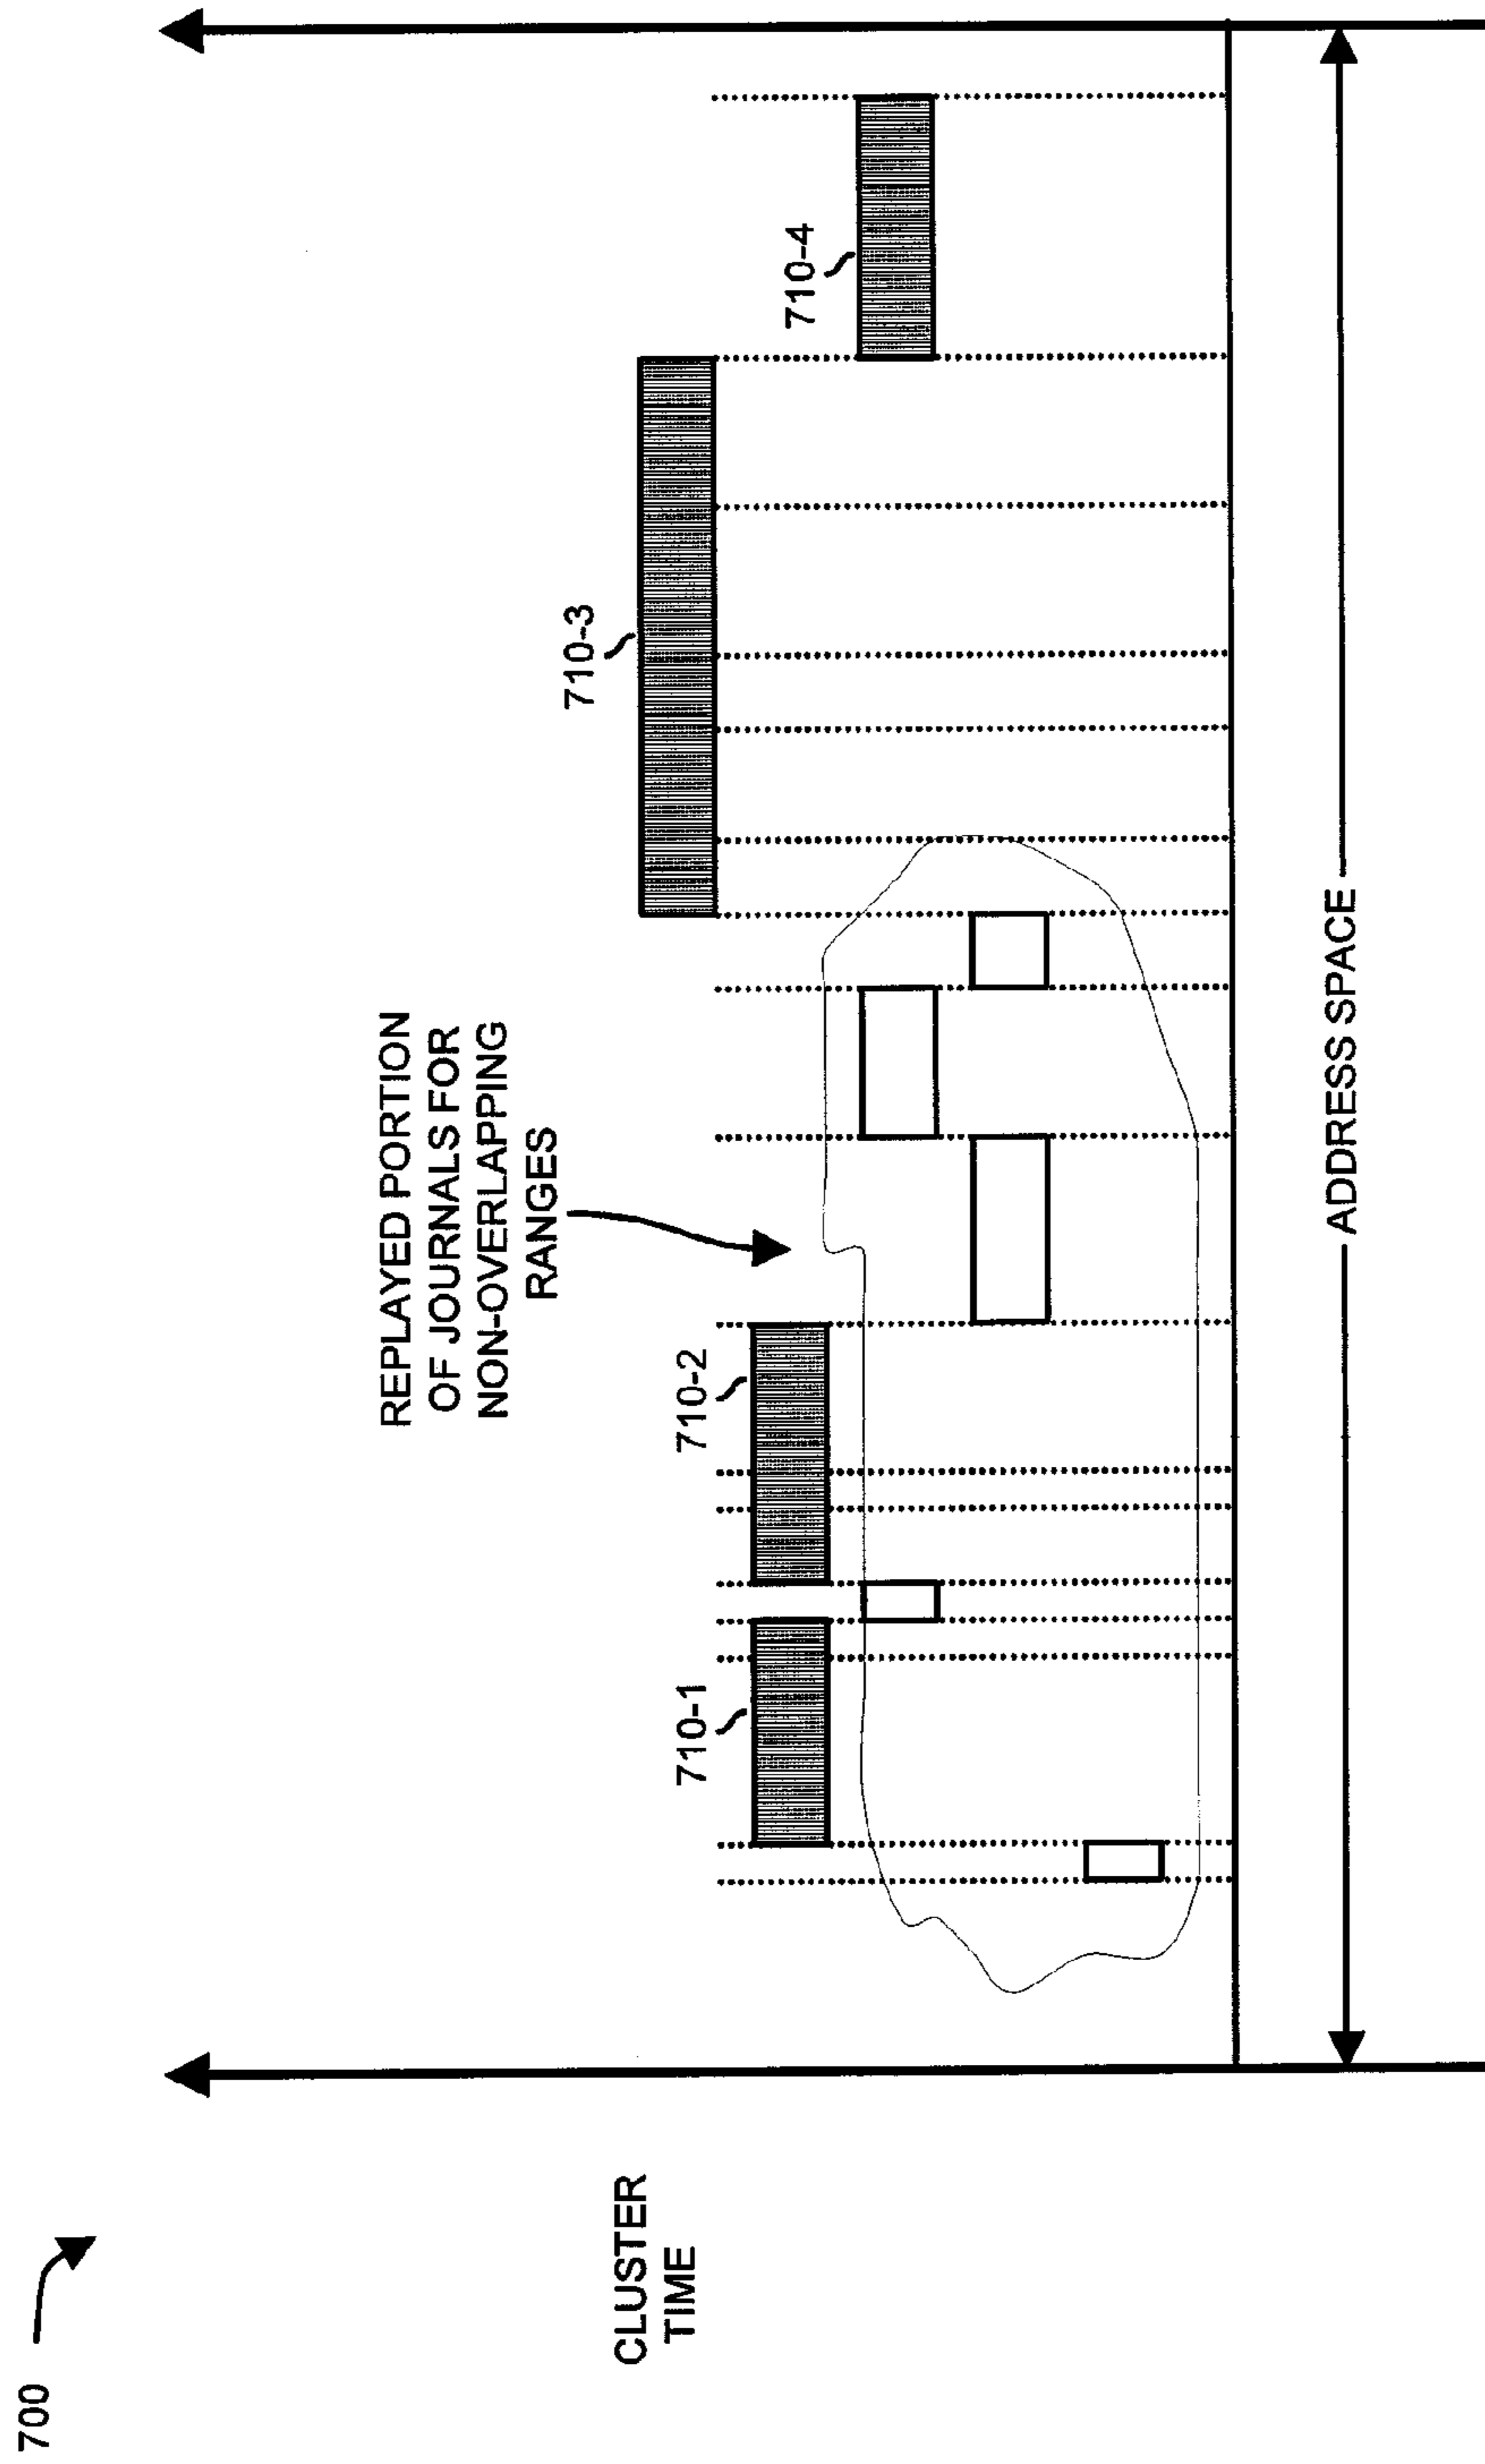 700
REPLAYED PORTION
OF JOURNALS FOR
NON-OVERLAPPING
RANGES
710-3
CLUSTER
TIME
710-1
710-2
710-4
ADDRESS SPACE